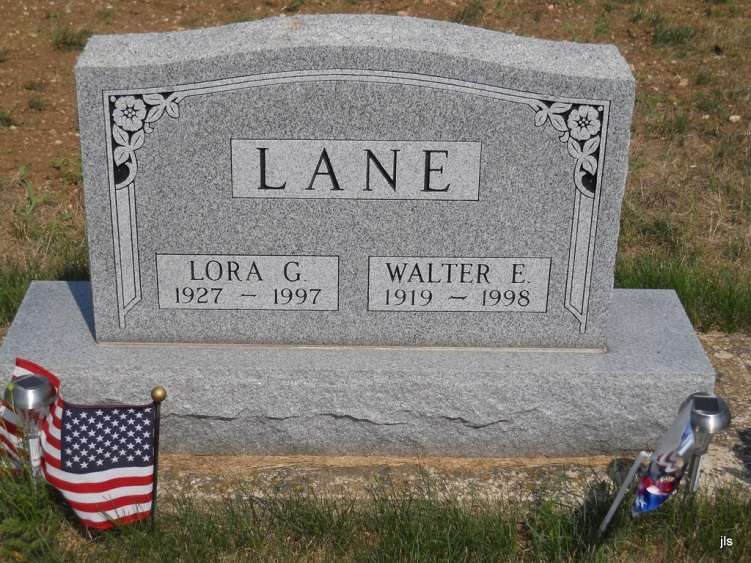 LANE
LORA G.
1927 — 1997
WALTER E.
1919 — 1998
jls